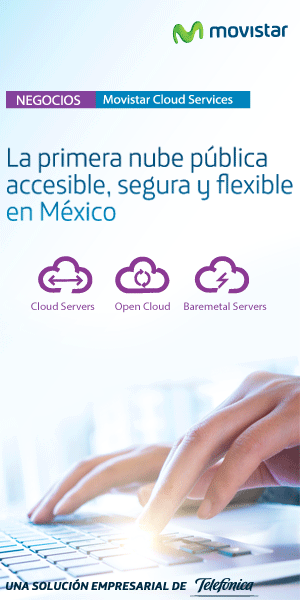 movistar
NEGOCIOS Movistar Cloud Services
La primera nube pública
accesible, segura y flexible
en México
Cloud Servers Open Cloud Baremetal Servers
UNA SOLUCIÓN EMPRESARIAL DE Telefónica